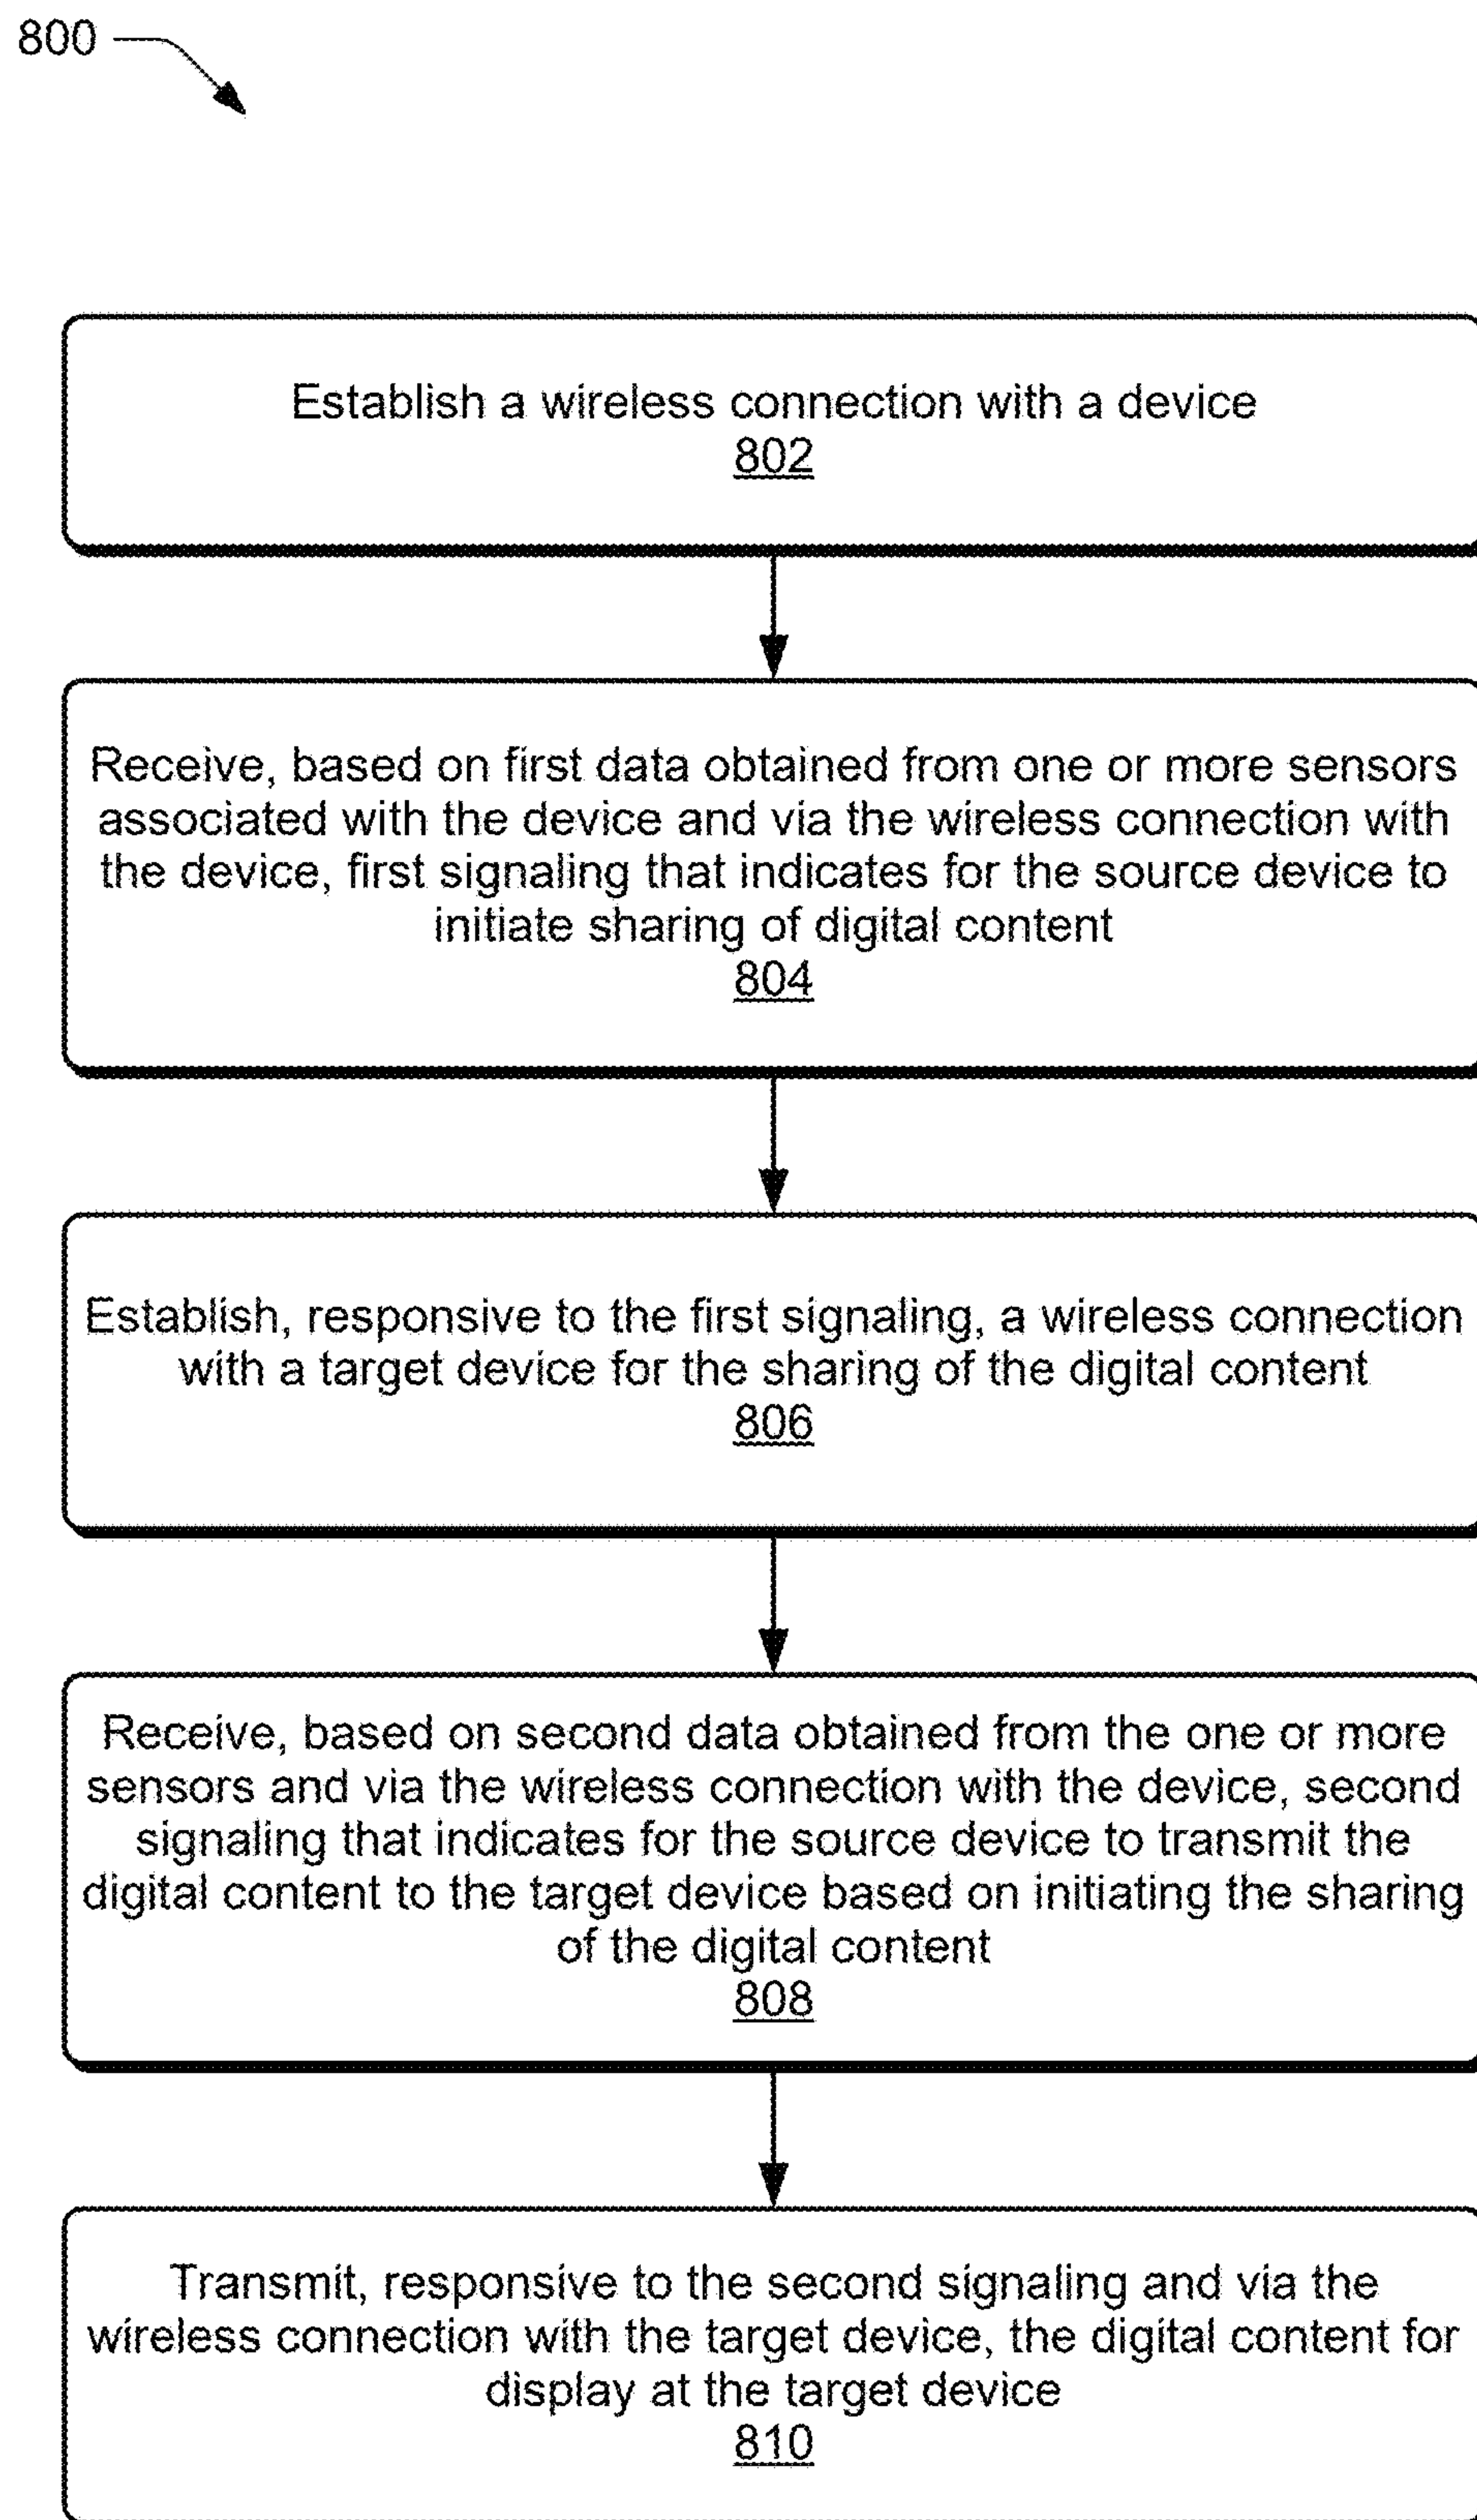 800
Establish a wireless connection with a device
802
Receive, based on first data obtained from one or more sensors
associated with the device and via the wireless connection with
the device, first signaling that indicates for the source device to
initiate sharing of digital content
804
Establish, responsive to the first signaling, a wireless connection
with a target device for the sharing of the digital content
806
Receive, based on second data obtained from the one or more
sensors and via the wireless connection with the device, second
signaling that indicates for the source device to transmit the
digital content to the target device based on initiating the sharing
of the digital content
808
Transmit, responsive to the second signaling and via the
wireless connection with the target device, the digital content for
display at the target device
810